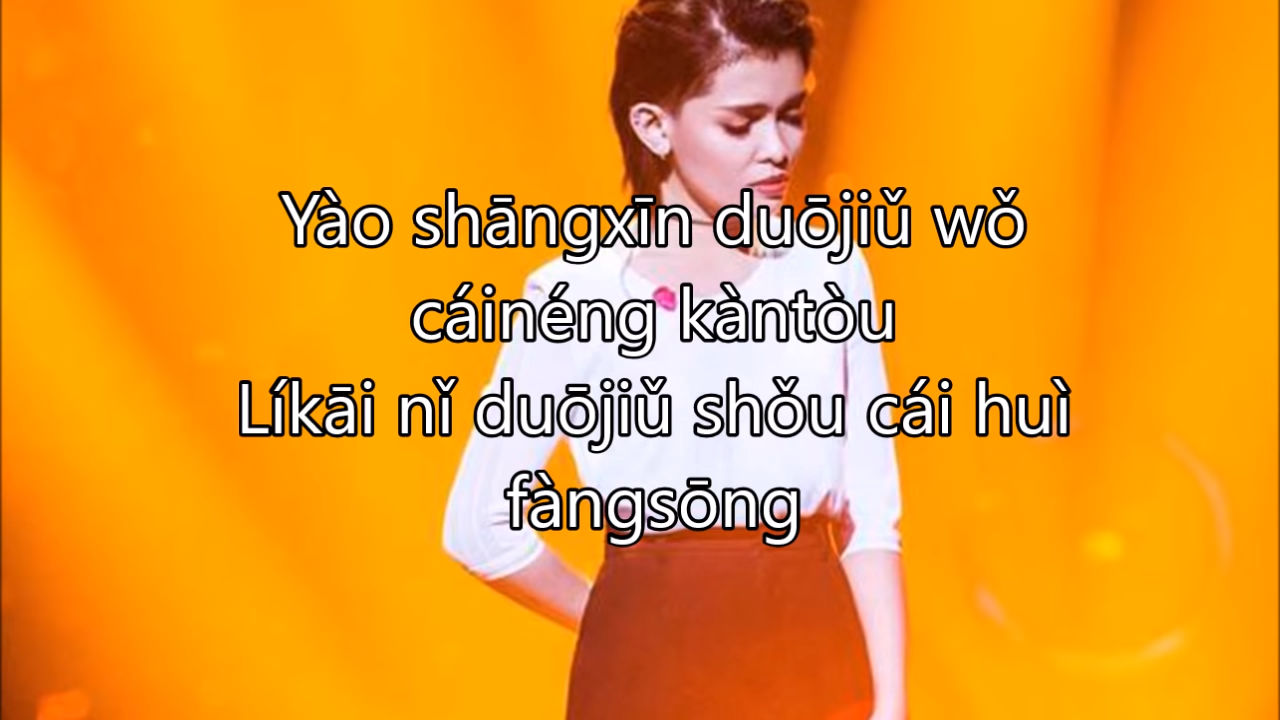 Yào shāngxīn duōjiǔ wǒ
cáinéng kàntòu
Líkāi nǐ duōjiǔ shǒu cái huì
fàngsōng